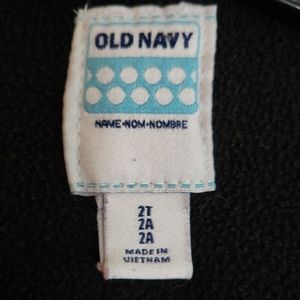 OLD NAVY
NAME•NOM•NOMBRE
2T
2A
2A
MADE IN
VIETNAM